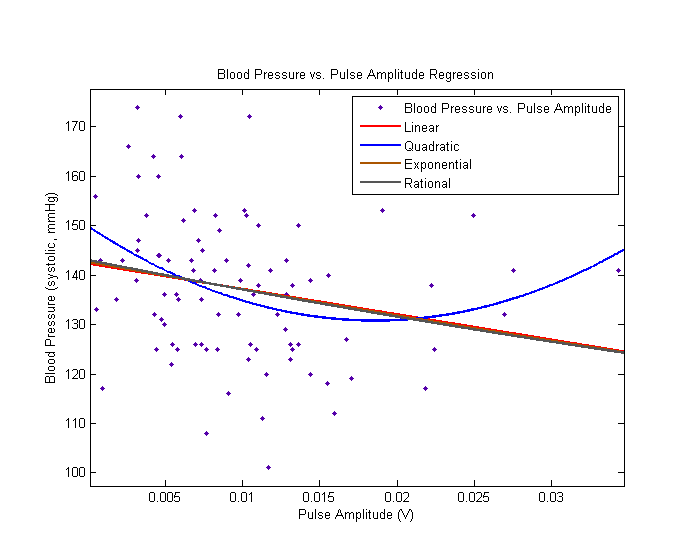 Blood Pressure vs. Pulse Amplitude Regression
Blood Pressure vs. Pulse Amplitude
Linear
Quadratic
Exponential
Rational
Blood Pressure (systolic, mmHg)
170
160
150
140
130
120
110
100
0.005
0.01
0.015
0.02
0.025
0.03
Pulse Amplitude (V)